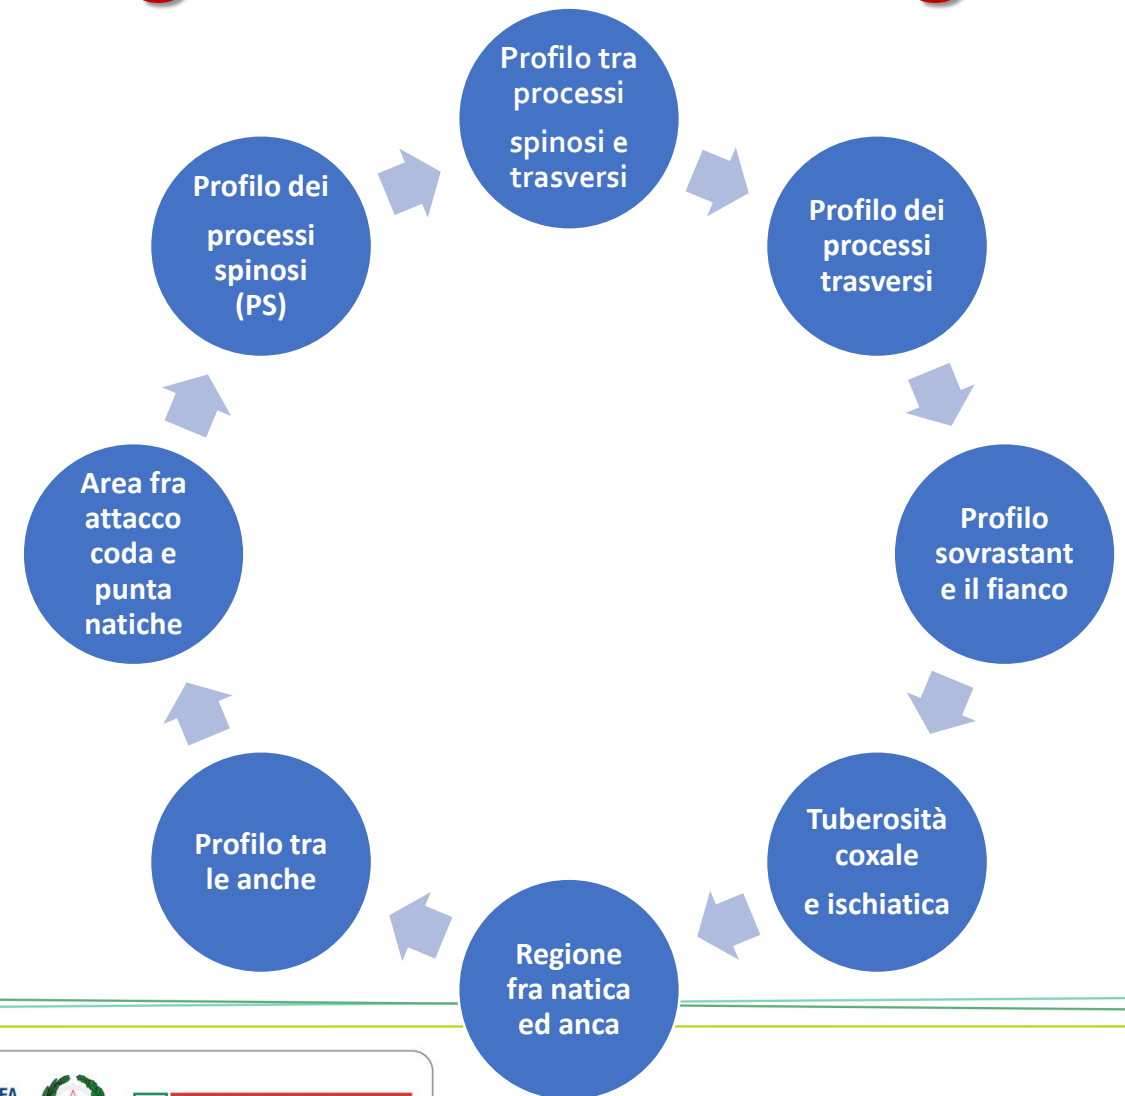 Profilo tra
processi
spinosi e
trasversi
Profilo dei
processi
trasversi
Profilo
sovrastant
e il fianco
Tuberosità
coxale
e ischiatica
Regione
fra natica
ed anca
Profilo tra
le anche
Area fra
attacco
coda e
punta
natiche
Profilo dei
processi
spinosi
(PS)